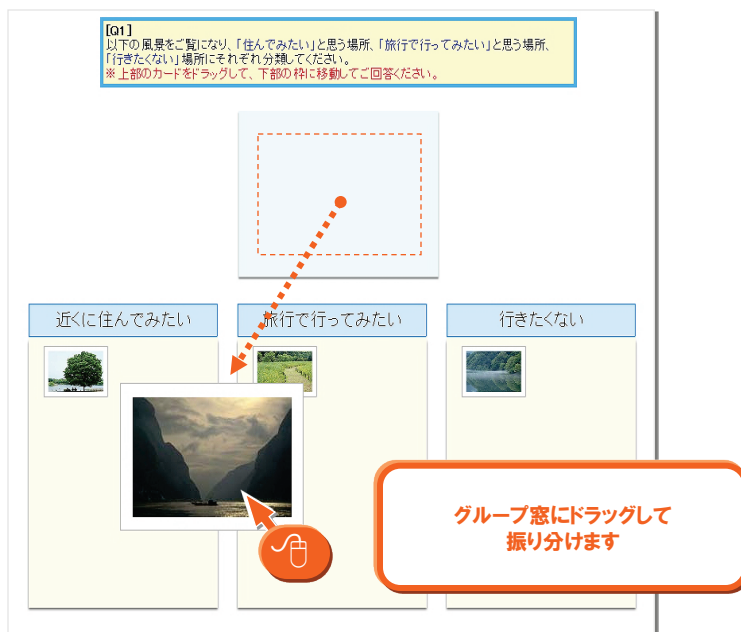 [Q1]
以下の風景をご覧になり、「住んでみたい」と思う場所、「旅行で行ってみたい」と思う場所、
「行きたくない」場所にそれぞれ分類してください。
※上部のカードをドラッグして、下部の枠に移動してご回答ください。
近くに住んでみたい
旅行で行ってみたい
行きたくない
グループ窓にドラッグして
振り分けます